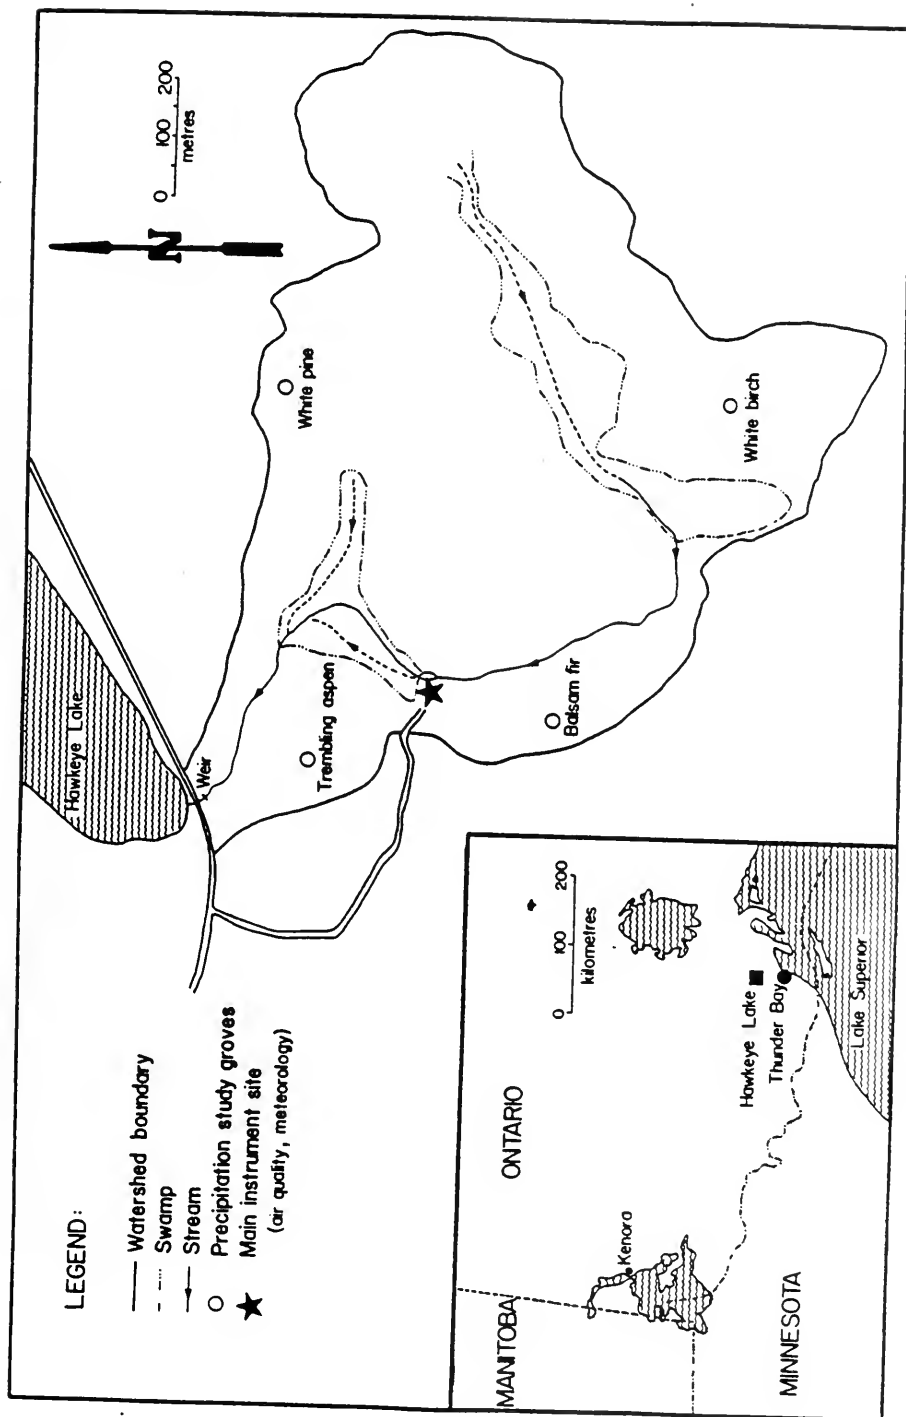 LEGEND:
Watershed boundary
Swamp
Stream
Precipitation study groves
Main instrument site
(air quality, meteorology)
Hawkeye Lake
Weir
Trembling aspen
White pine
Balsam fir
White birch
N
0 100 200
metres
MANITOBA
ONTARIO
Kenora
MINNESOTA
Hawkeye Lake
Thunder Bay
Lake Superior
0 100 200
kilometres